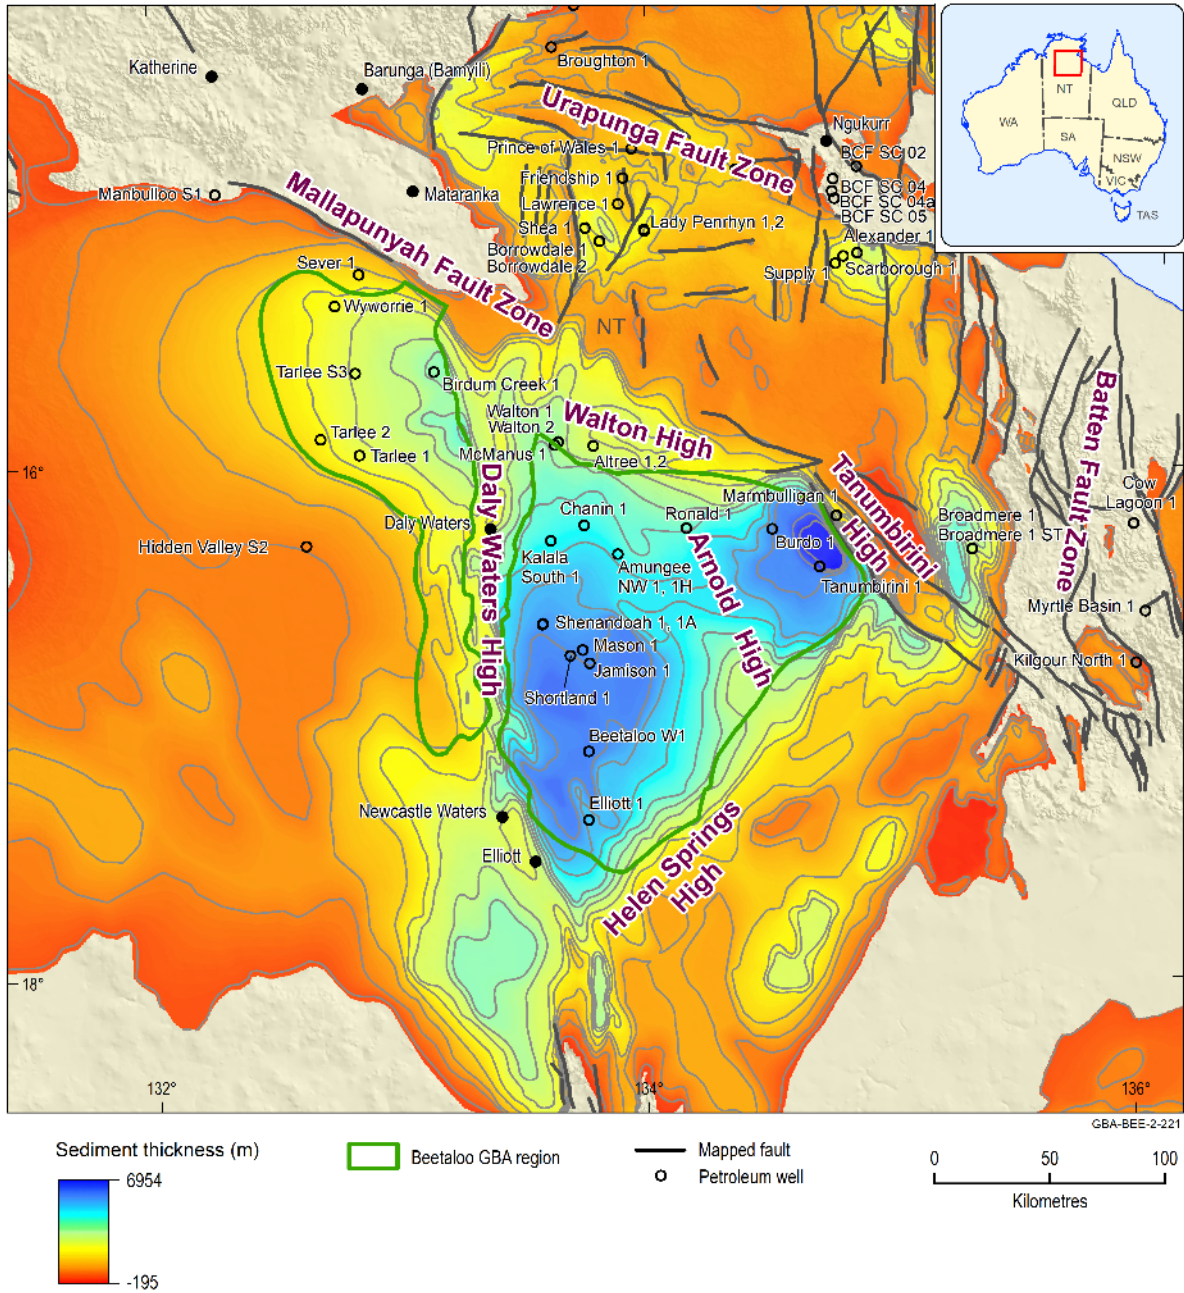 Broughton 1
Katherine
Barunga (Bamyili)
Urapunga Fault Zone
Ngukurr
BCF SC 02
Prince of Wales 1
Friendship 1
BCF SC 04
BCF SC 04a
BCF SC 05
Manbulloo S1
Mataranka
Lawrence 1
Shea 1
Lady Penrhyn 1,2
Borrowdale 1
Borrowdale 2
Alexander 1
Supply 1
Scarborough 1
Mallapunyah Fault Zone
Sever 1
Wyworrie 1
NT
WA
NT
SA
QLD
NSW
VIC
TAS
Tarlee S3
Birdum Creek 1
Walton 1
Walton 2
Walton High
Tarlee 2
Tarlee 1
McManus 1
Altree 1,2
Batten Fault Zone
16°
Daly Waters High
Tanumbirini High
Marmbulligan 1
Cow
Lagoon 1
Daly Waters
Chanin 1
Ronald 1
Broadmere 1
Broadmere 1 ST
Hidden Valley S2
Kalala
South 1
Amungee
NW 1, 1H
Arnold High
Burdo 1
Tanumbirini 1
Myrtle Basin 1
Shenandoah 1, 1A
Mason 1
Jamison 1
Kilgour North 1
Shortland 1
Beetaloo W1
Newcastle Waters
Elliott 1
Elliott
Helen Springs
High
18°
132°
134°
136°
GBA-BEE-2-221
Sediment thickness (m)
6954
-195
Beetaloo GBA region
Mapped fault
Petroleum well
0
50
100
Kilometres